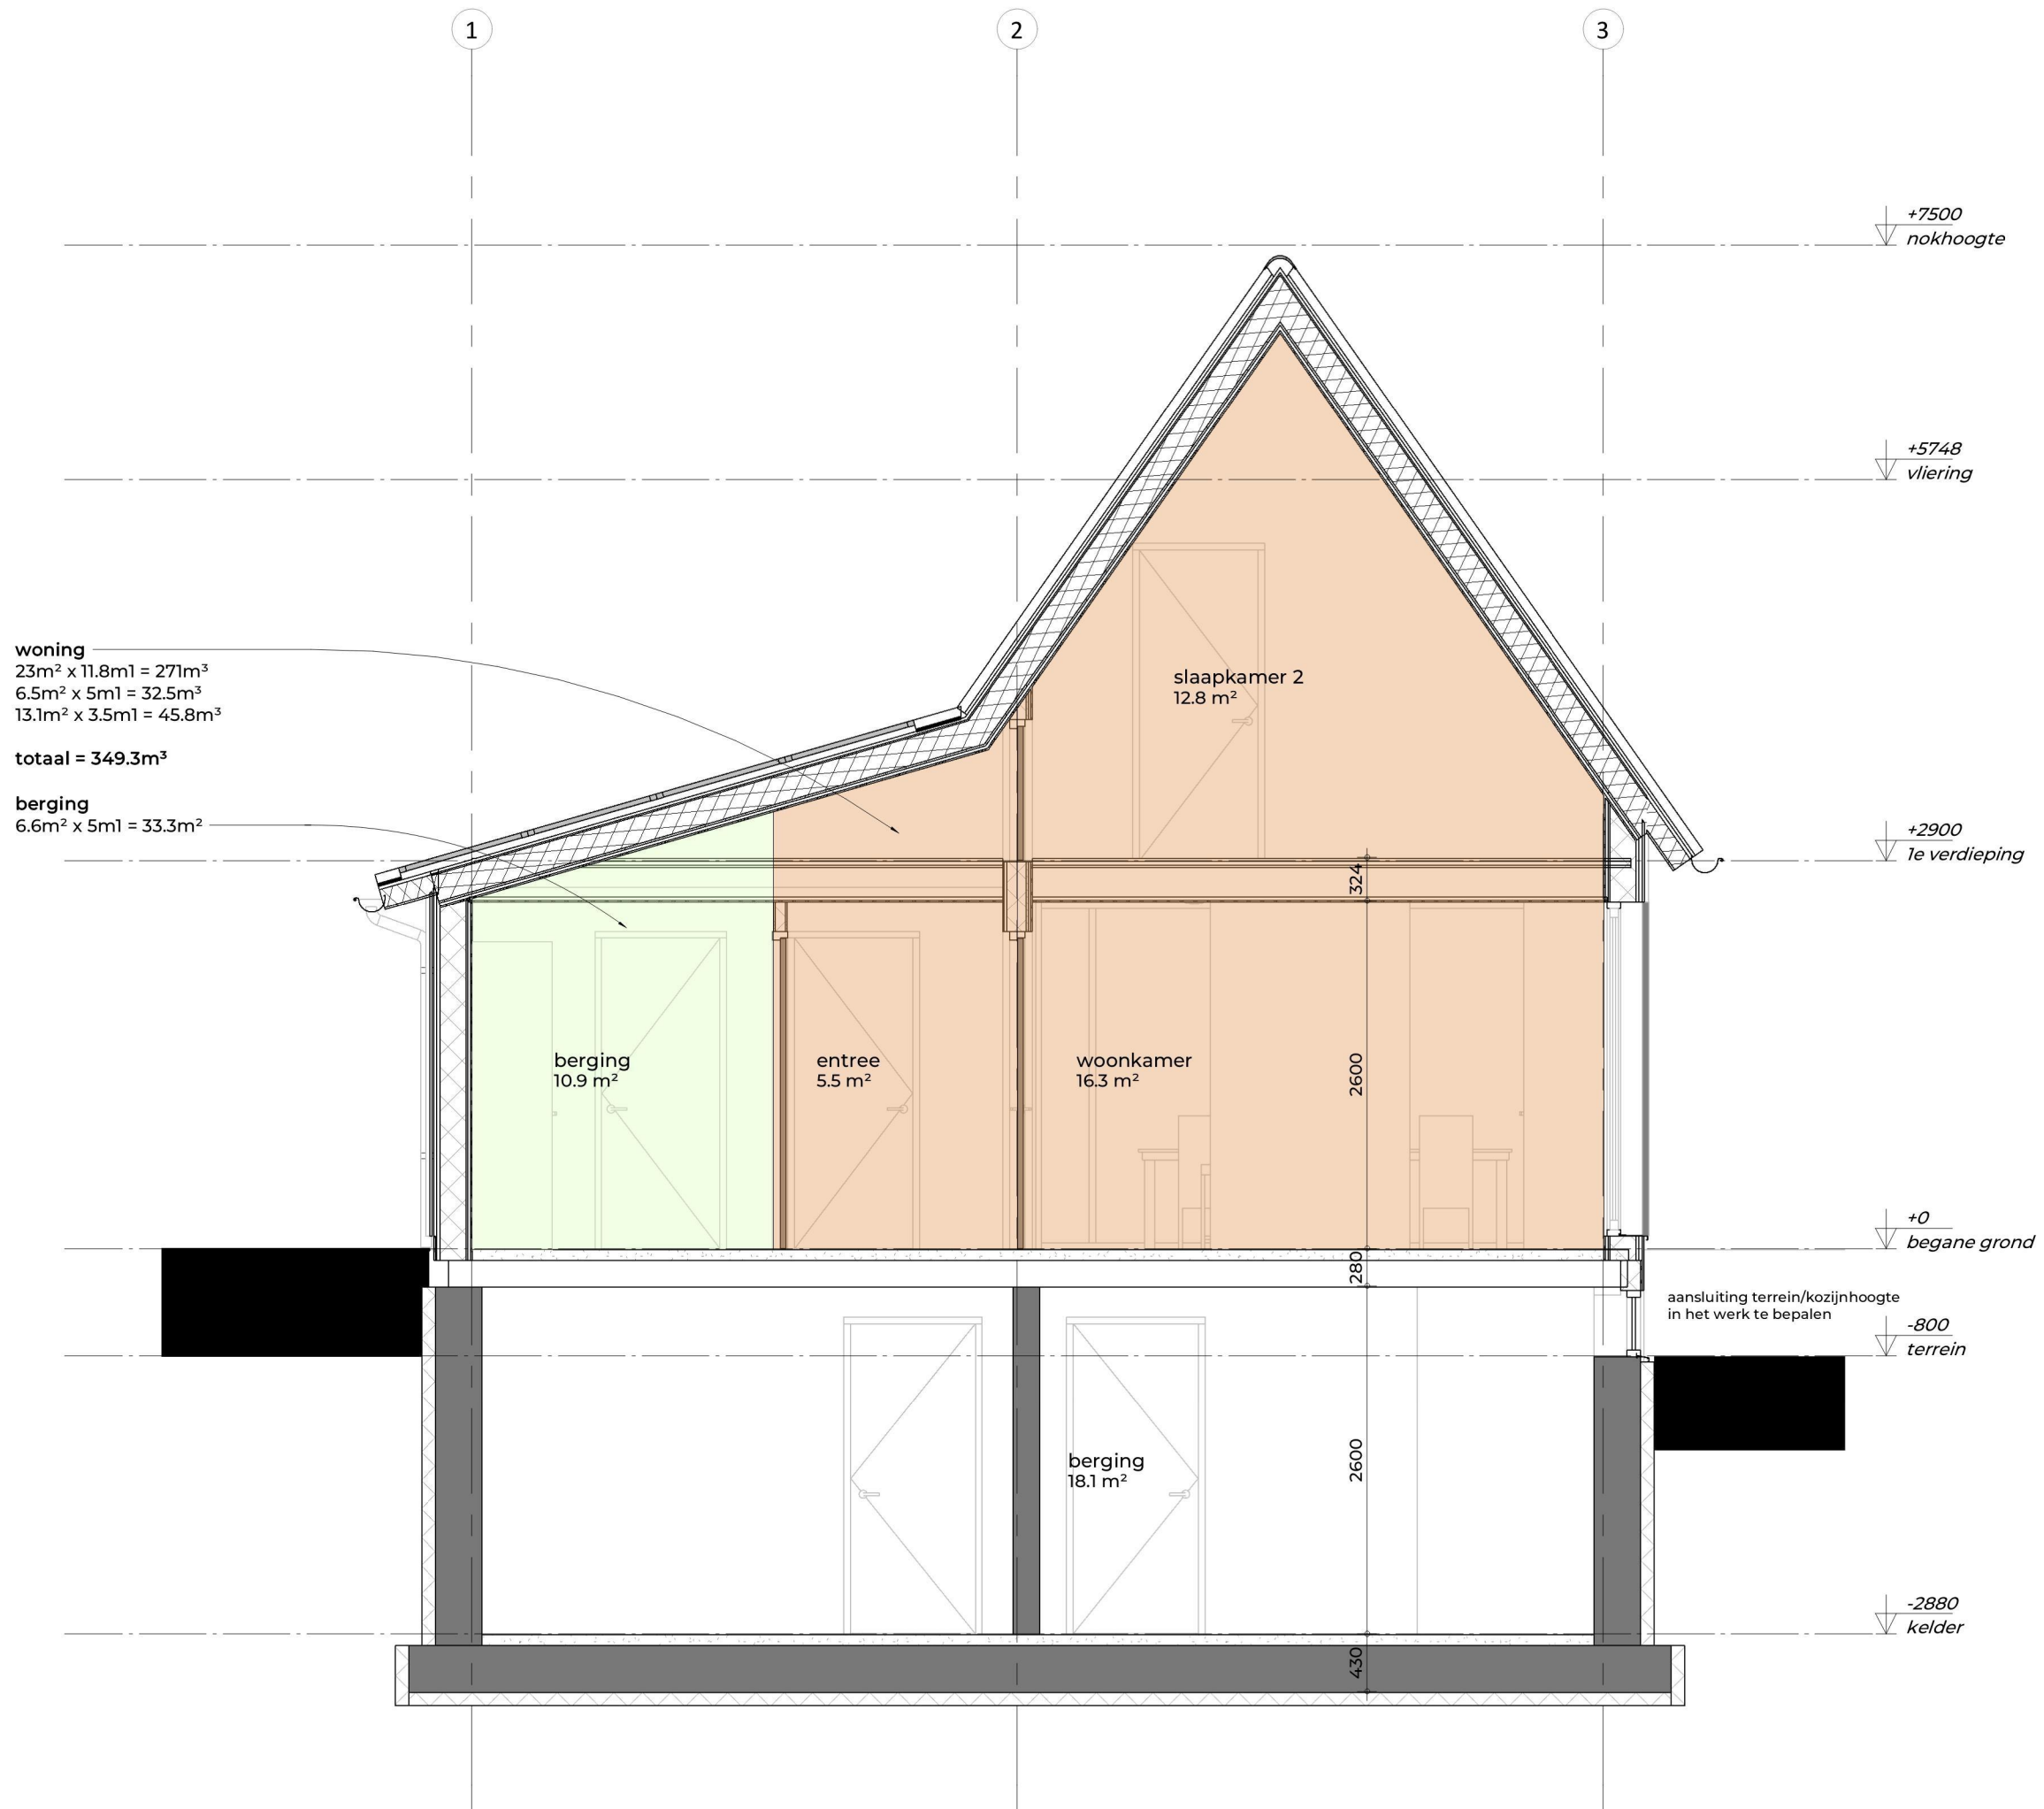 1
2
3
+7500
nokhoogte
+5748
vliering
woning
23m² x 11.8m1 = 271m³
6.5m² x 5m1 = 32.5m³
13.1m² x 3.5m1 = 45.8m³
totaal = 349.3m³
berging
6.6m² x 5m1 = 33.3m²
slaapkamer 2
12.8 m²
+2900
1e verdieping
324
berging
10.9 m²
entree
5.5 m²
woonkamer
16.3 m²
2600
+0
begane grond
280
aansluiting terrein/kozijnhoogte
in het werk te bepalen
-800
terrein
berging
18.1 m²
2600
-2880
kelder
430